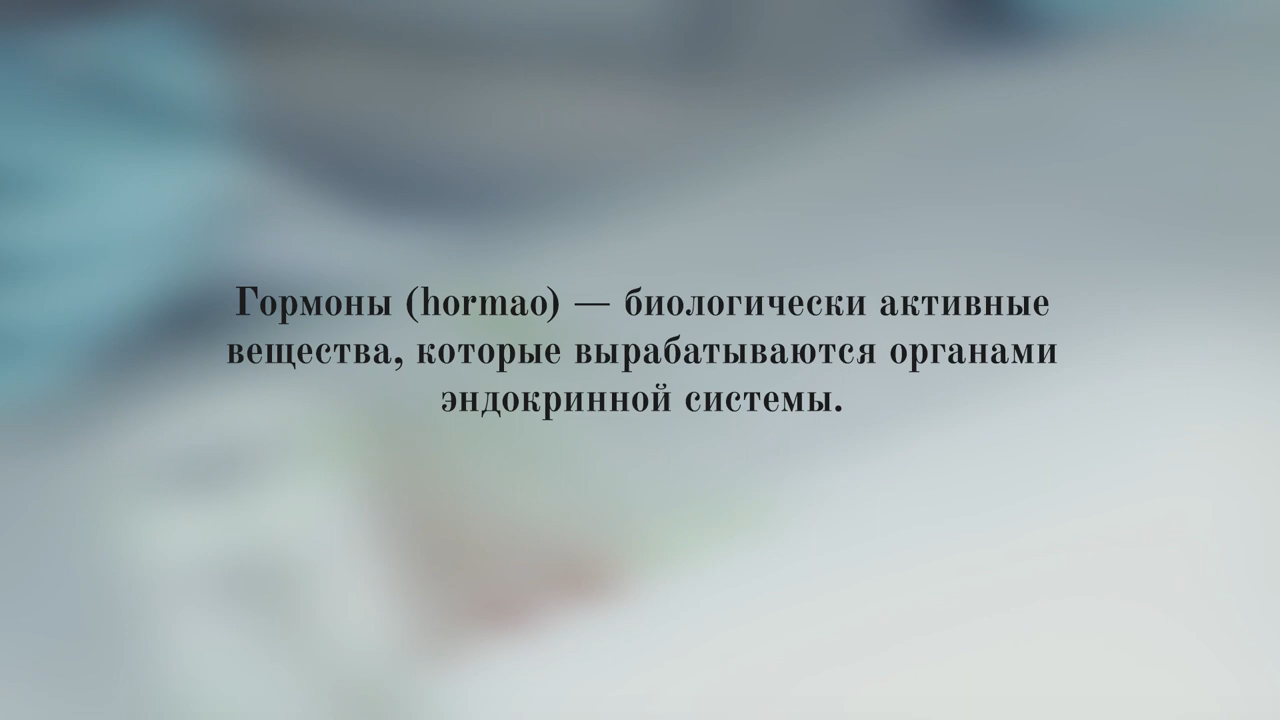 Гормоны (hormao) — биологически активные
вещества, которые вырабатываются органами
эндокринной системы.